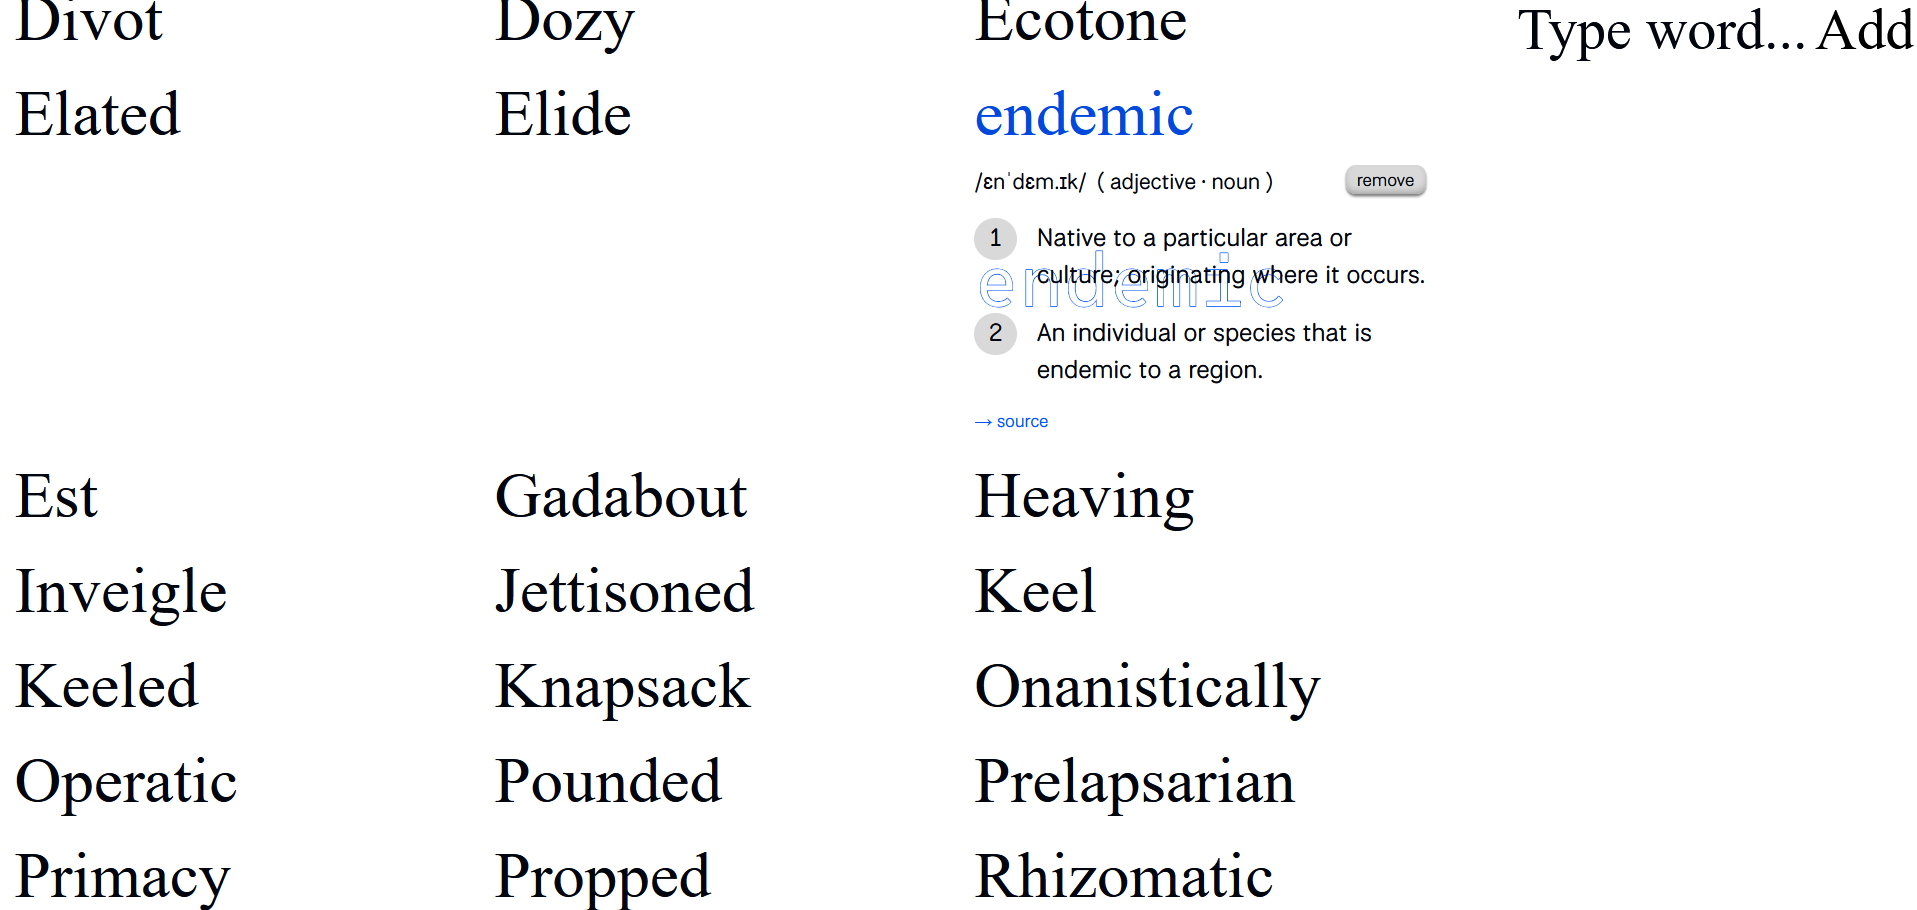 Divot Dozy Ecotone Type word... Add
Elated Elide endemic
/ɛnˈdɛm.ɪk/ ( adjective · noun ) remove
1 Native to a particular area or
culture; originating where it occurs.
endemic
2 An individual or species that is
endemic to a region.
→ source
Est Gadabout Heaving
Inveigle Jettisoned Keel
Keeled Knapsack Onanistically
Operatic Pounded Prelapsarian
Primacy Propped Rhizomatic